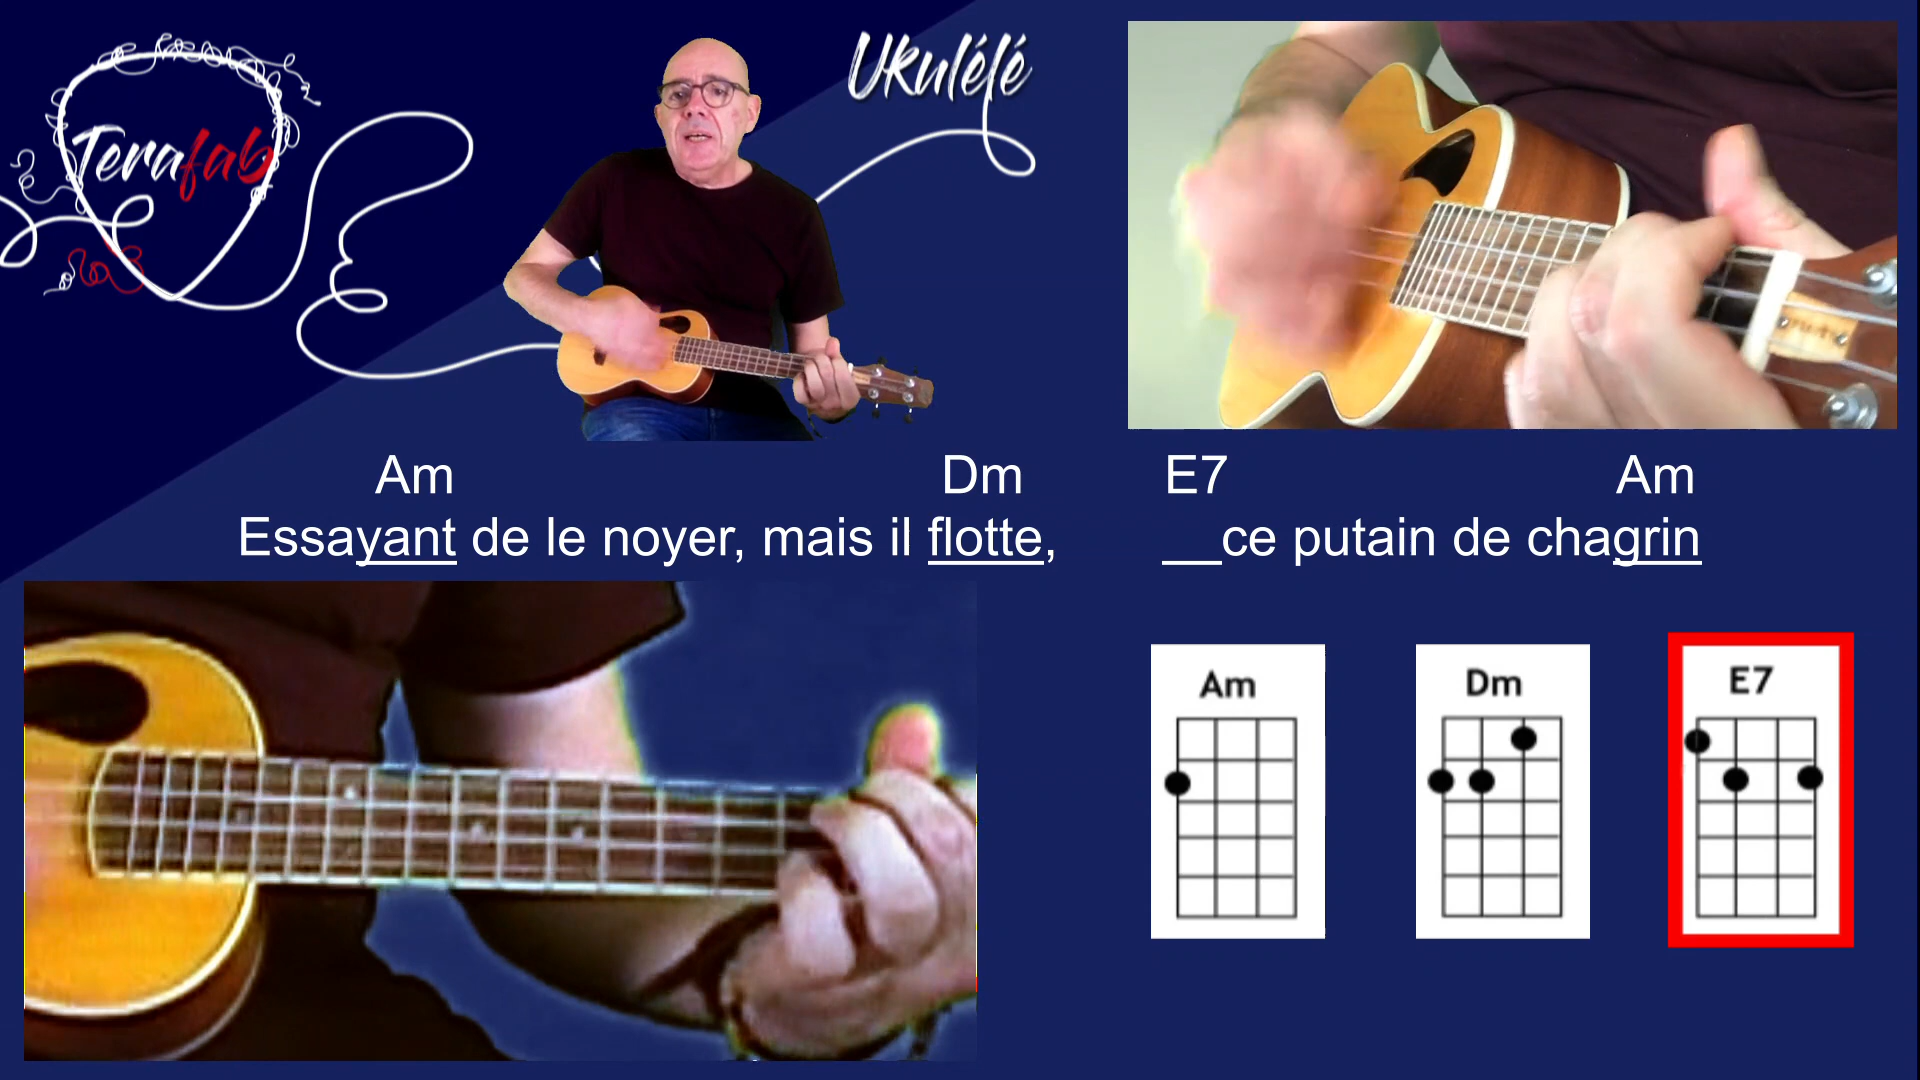 Terafab
Ukulélé
Am Dm E7 Am
Essayant de le noyer, mais il flotte, __ce putain de chagrin
Am
Dm
E7